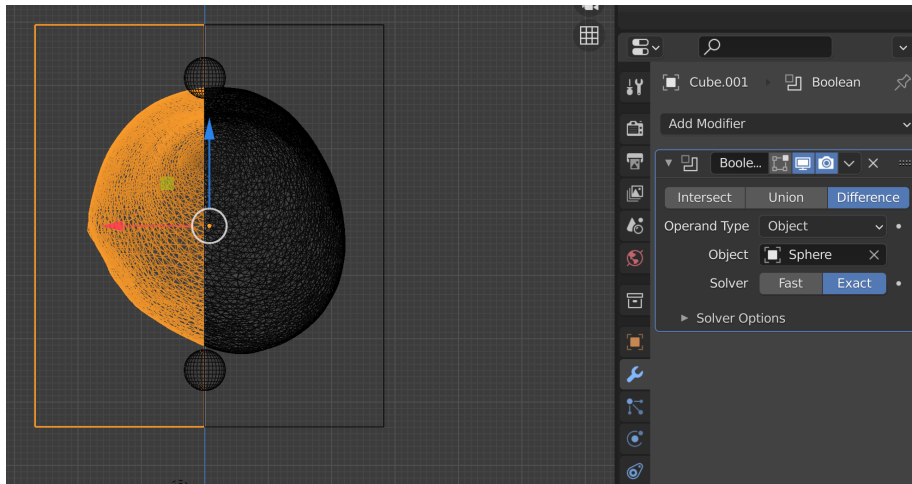 Cube.001 Boolean
Add Modifier
Boole...
Intersect Union Difference
Operand Type Object
Object Sphere
Solver Fast Exact
Solver Options